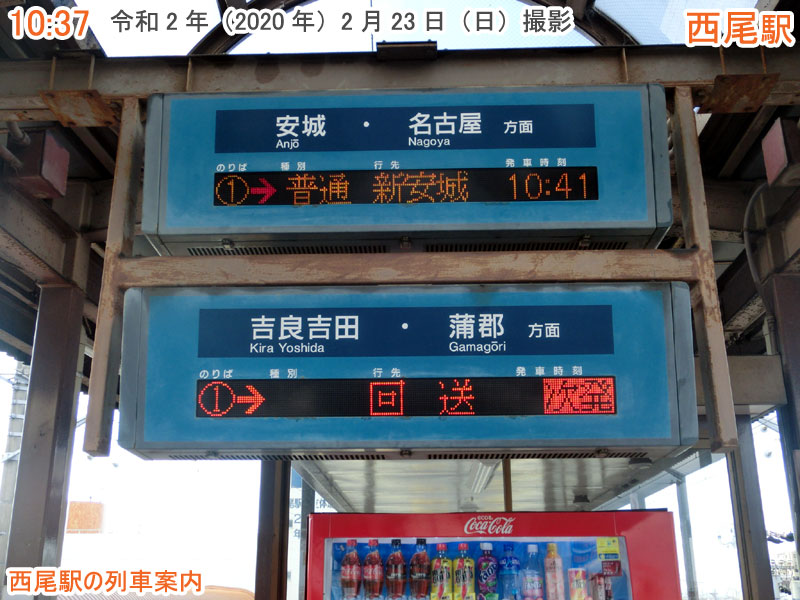 10:37 令和2年（2020年）2月23日（日）撮影 西尾駅
安城 ・ 名古屋 方面
Anjō Nagoya
のりば 種別 行先 発車時刻
①→ 普通 新安城 10:41
吉良吉田 ・ 蒲郡 方面
Kira Yoshida Gamagōri
のりば 種別 行先 発車時刻
①→ 回送 次発
Coca-Cola
西尾駅の列車案内